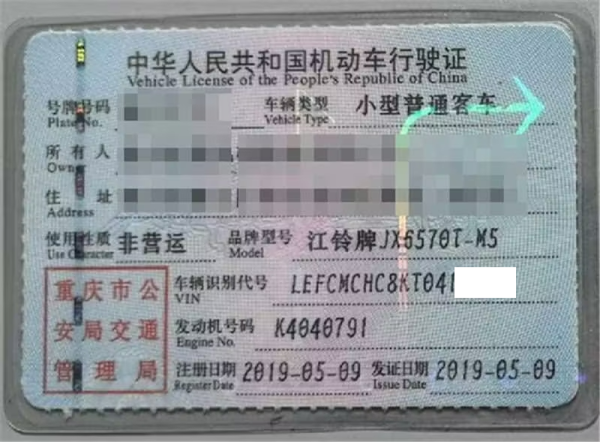 中华人民共和国机动车行驶证
Vehicle License of the People's Republic of China
号牌号码 车辆类型 小型普通客车
Plate No. Vehicle Type
所有人
Owner
住址
Address
使用性质 非营运 品牌型号 江铃牌JX6570T-M5
Use Character Model
重庆市公
安局交通
管理局
车辆识别代号 LEFCMCHC8KT041
VIN
发动机号码 K4040791
Engine No.
注册日期 2019-05-09 发证日期 2019-05-09
Register Date Issue Date